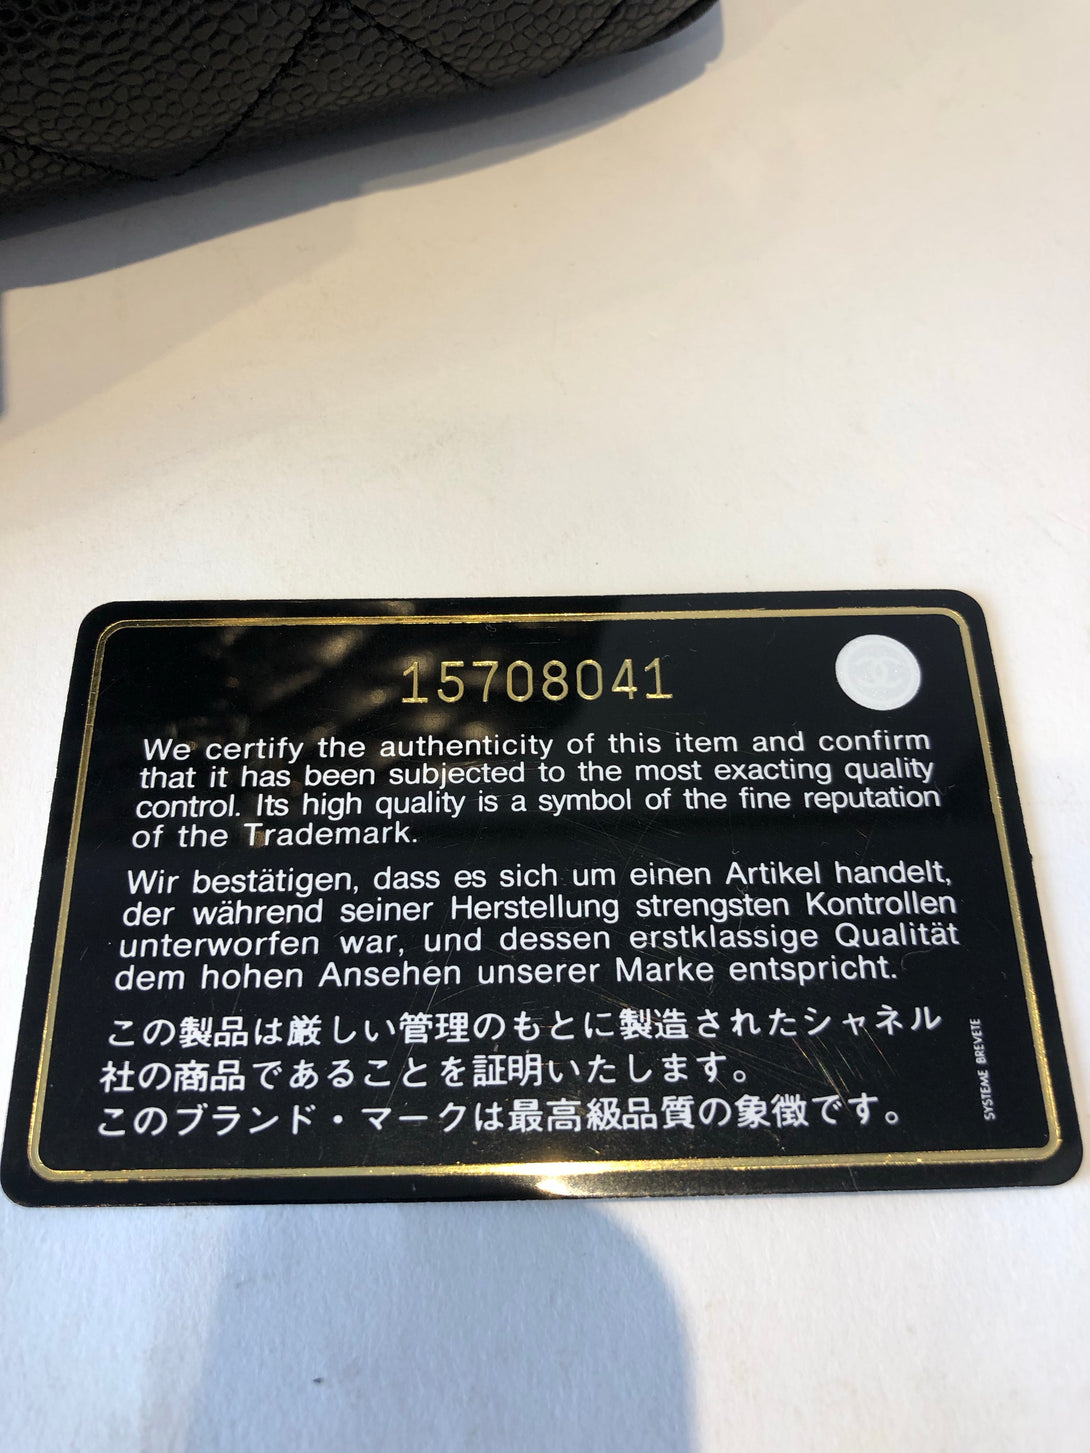 15708041
We certify the authenticity of this item and confirm
that it has been subjected to the most exacting quality
control. Its high quality is a symbol of the fine reputation
of the Trademark.
Wir bestätigen, dass es sich um einen Artikel handelt,
der während seiner Herstellung strengsten Kontrollen
unterworfen war, und dessen erstklassige Qualität
dem hohen Ansehen unserer Marke entspricht.
この製品は厳しい管理のもとに製造されたシャネル
社の商品であることを証明いたします。
このブランド・マークは最高級品質の象徴です。
SYSTEME BREVETE